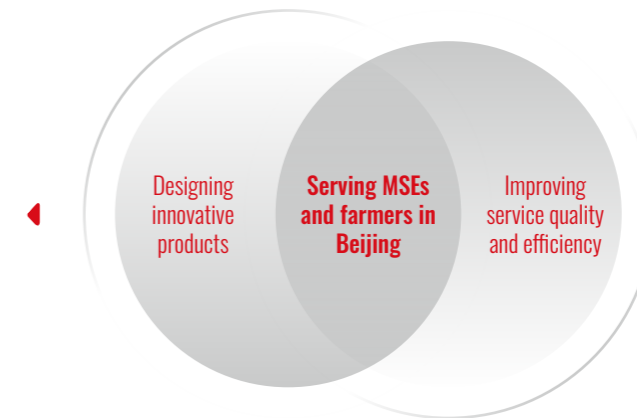 Designing
innovative
products
Serving MSEs
and farmers in
Beijing
Improving
service quality
and efficiency